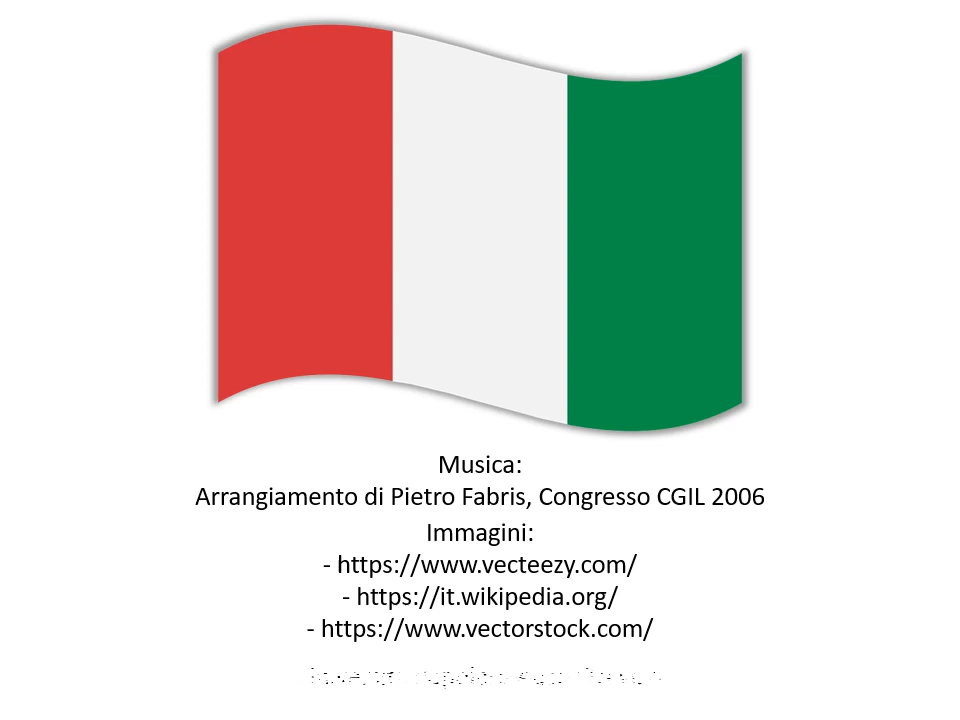 Musica:
Arrangiamento di Pietro Fabris, Congresso CGIL 2006
Immagini:
- https://www.vecteezy.com/
- https://it.wikipedia.org/
- https://www.vectorstock.com/